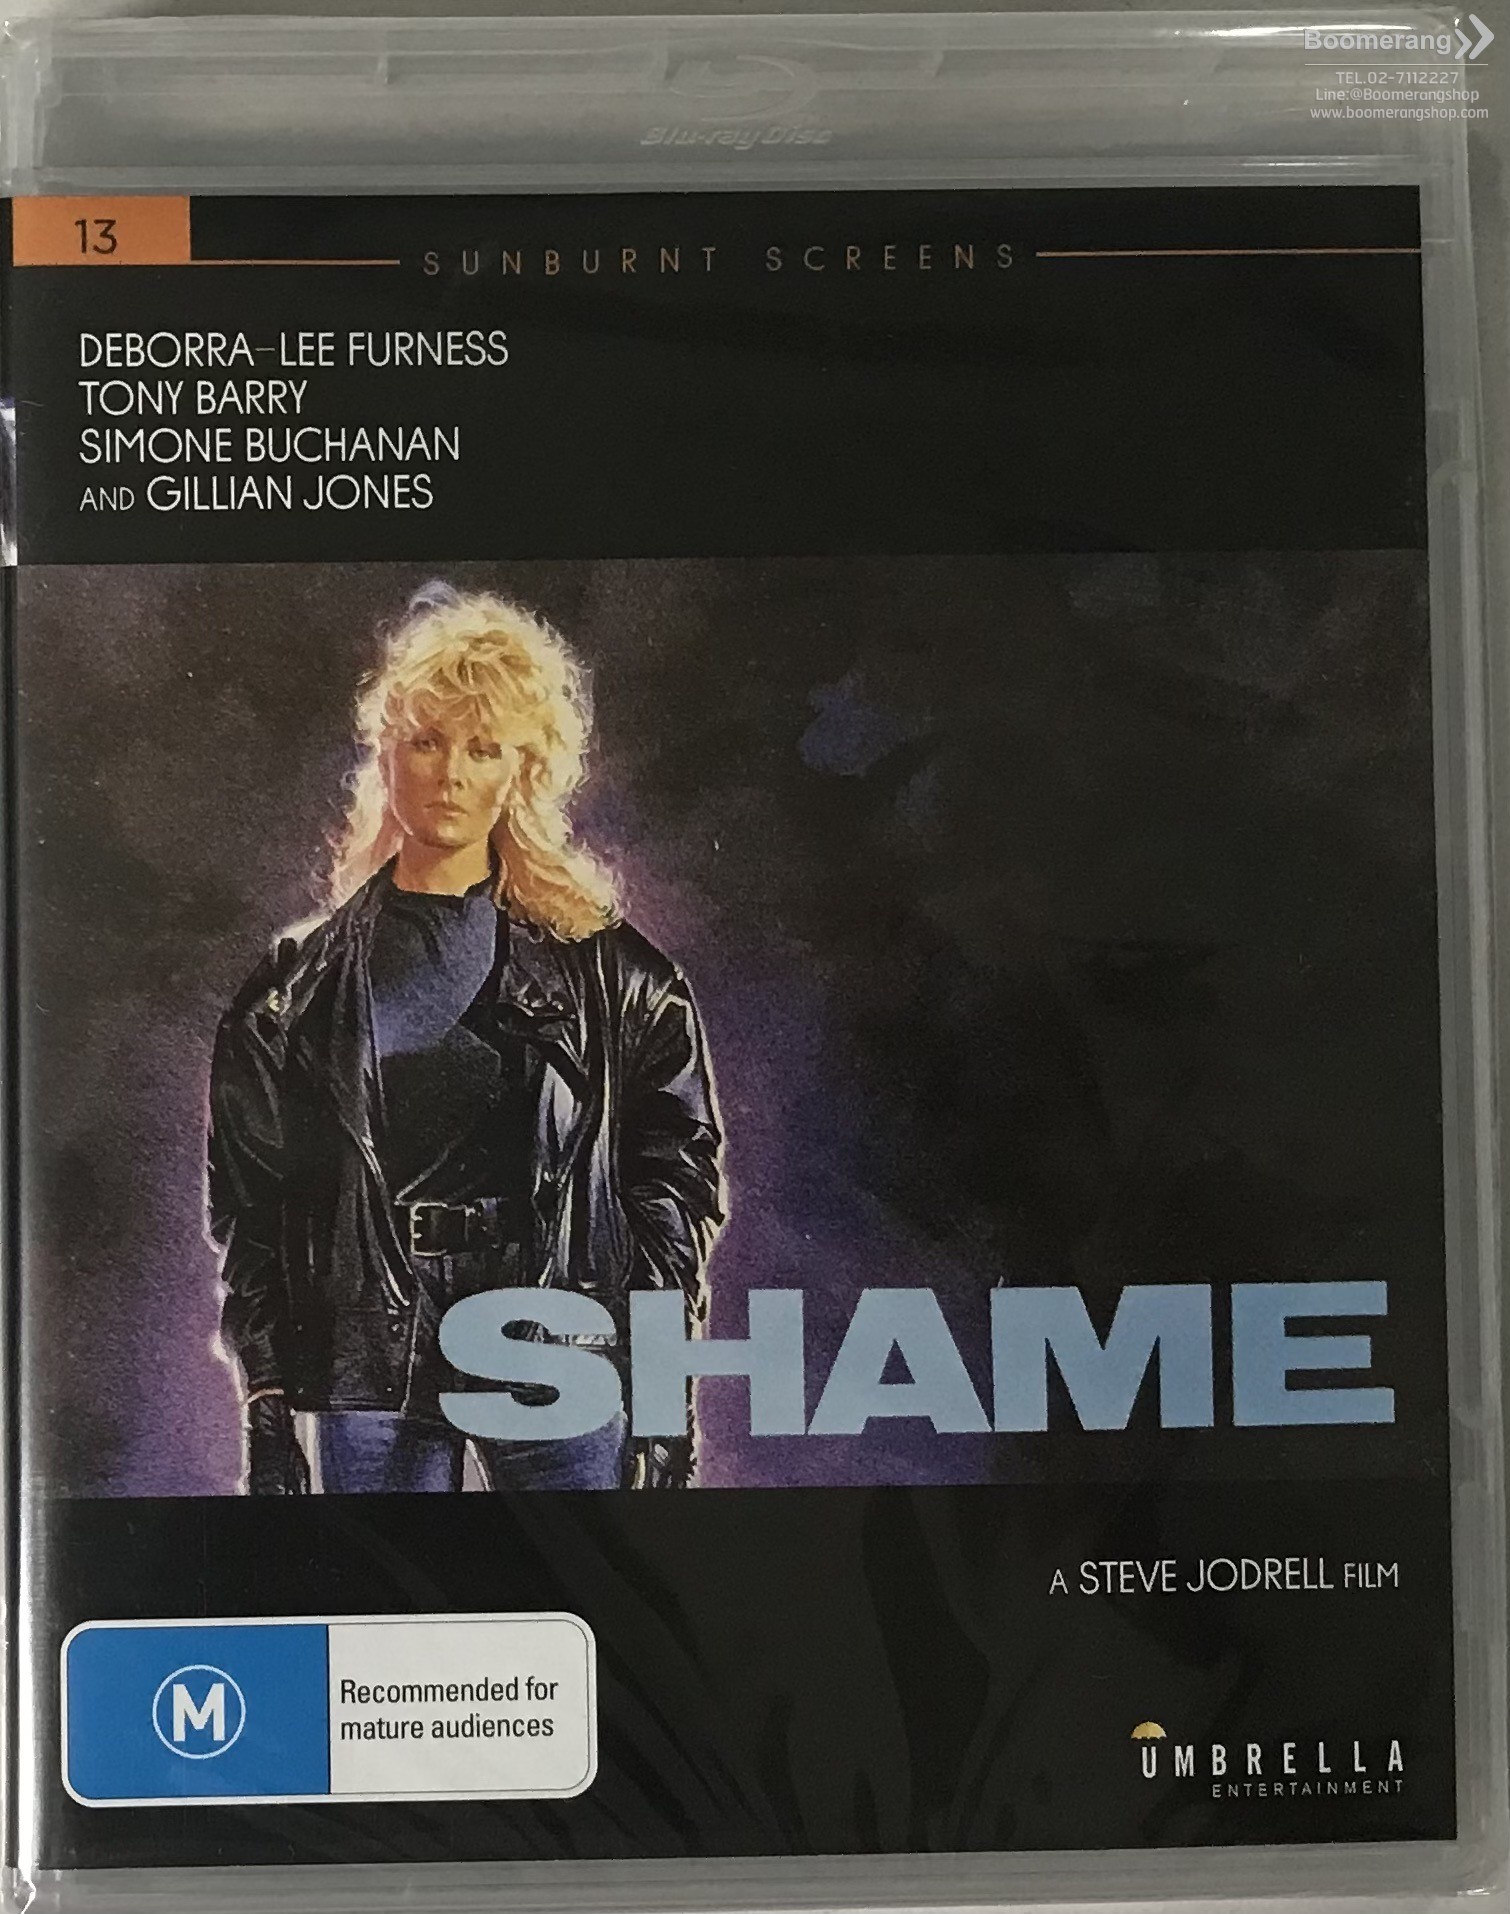 Boomerang
TEL.02-7112227
Line:@Boomerangshop
www.boomerangshop.com
Blu-ray Disc
13
SUNBURNT SCREENS
DEBORRA-LEE FURNESS
TONY BARRY
SIMONE BUCHANAN
AND GILLIAN JONES
SHAME
A STEVE JODRELL FILM
M
Recommended for
mature audiences
UMBRELLA
ENTERTAINMENT